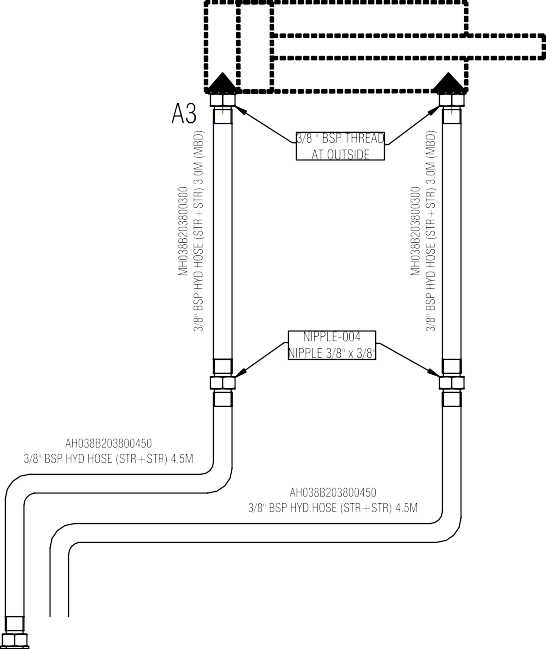 A3
3/8 " BSP THREAD
AT OUTSIDE
MH038B203800300
3/8" BSP HYD HOSE (STR+STR) 3.0M (MBD)
MH038B203800300
3/8" BSP HYD HOSE (STR+STR) 3.0M (MBD)
NIPPLE-004
NIPPLE 3/8" x 3/8"
AH038B203800450
3/8" BSP HYD HOSE (STR+STR) 4.5M
AH038B203800450
3/8" BSP HYD HOSE (STR+STR) 4.5M